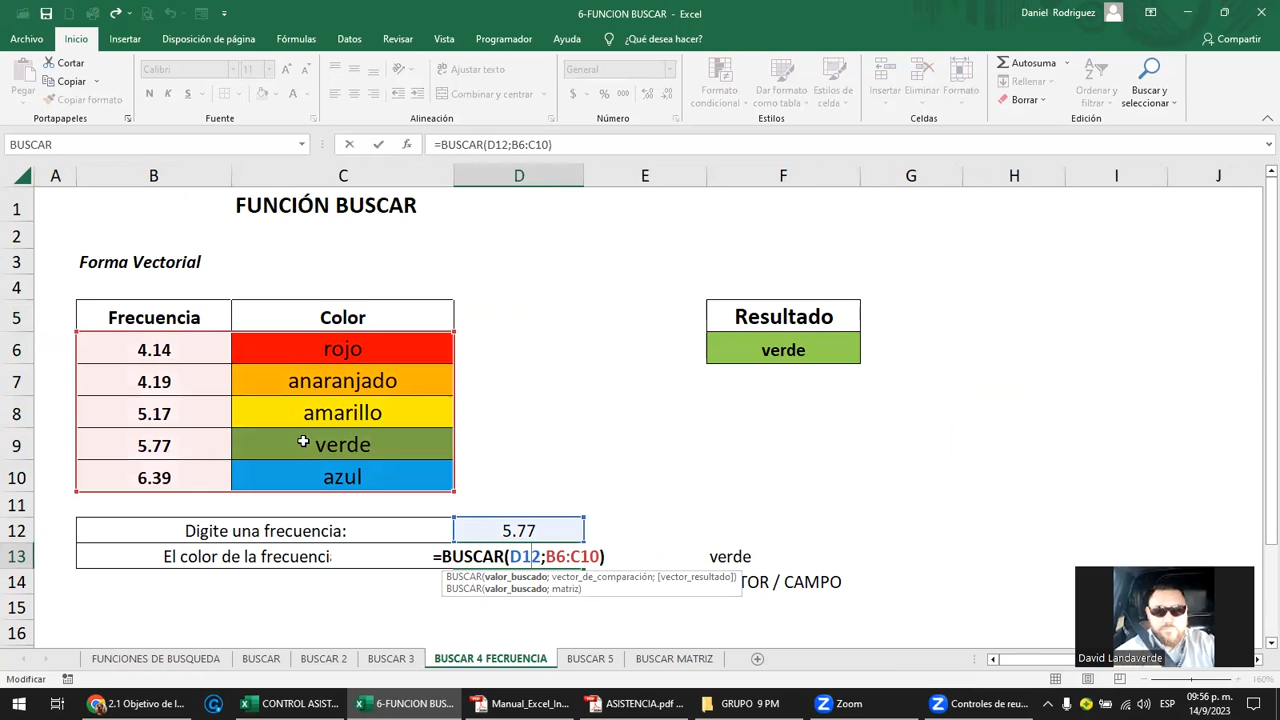 6-FUNCION BUSCAR - Excel
Daniel Rodriguez
Archivo Inicio Insertar Disposición de página Fórmulas Datos Revisar Vista Programador Ayuda ¿Qué desea hacer? Compartir
Pegar
Cortar
Copiar
Copiar formato
Calibri 11
N K S
Ajustar texto
Combinar y centrar
General
$ % 000
Formato condicional
Dar formato como tabla
Estilos de celda
Insertar Eliminar Formato
Autosuma
Rellenar
Borrar
Ordenar y filtrar
Buscar y seleccionar
Portapapeles Fuente Alineación Número Estilos Celdas Edición
BUSCAR fx =BUSCAR(D12;B6:C10)
A B C D E F G H I J
1 FUNCIÓN BUSCAR
2
3 Forma Vectorial
4
5 Frecuencia Color Resultado
6 4.14 rojo verde
7 4.19 anaranjado
8 5.17 amarillo
9 5.77 verde
10 6.39 azul
11
12 Digite una frecuencia: 5.77
13 El color de la frecuenci =BUSCAR(D12;B6:C10) verde
BUSCAR(valor_buscado; vector_de_comparación; [vector_resultado])
14 TOR / CAMPO
BUSCAR(valor_buscado; matriz)
15
16
David Landaverde
FUNCIONES DE BUSQUEDA BUSCAR BUSCAR 2 BUSCAR 3 BUSCAR 4 FECRUENCIA BUSCAR 5 BUSCAR MATRIZ
Modificar 160%
2.1 Objetivo de l CONTROL ASIST... 6-FUNCION BUS... Manual_Excel_In... ASISTENCIA.pdf ... GRUPO 9 PM Zoom Controles de reu... ESP
09:56 p. m.
14/9/2023